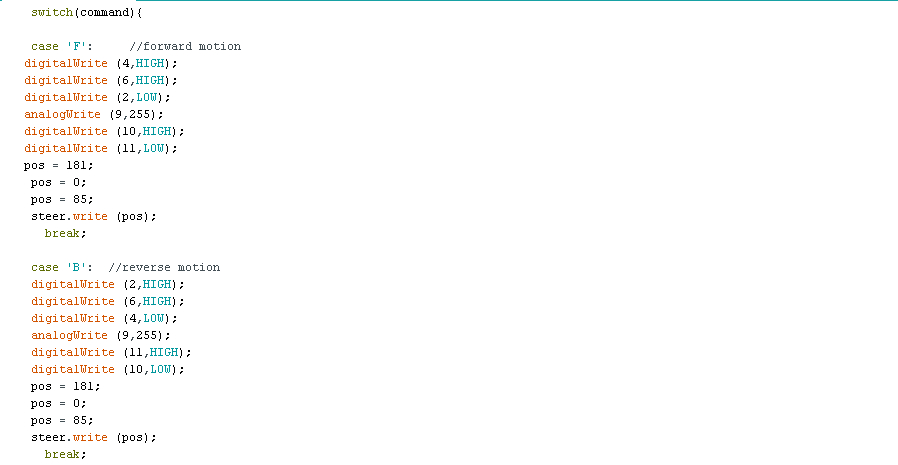 switch(command){
case 'F':     //forward motion
digitalWrite (4,HIGH);
digitalWrite (6,HIGH);
digitalWrite (2,LOW);
analogWrite (9,255);
digitalWrite (10,HIGH);
digitalWrite (11,LOW);
pos = 181;
pos = 0;
pos = 85;
steer.write (pos);
break;
case 'B':  //reverse motion
digitalWrite (2,HIGH);
digitalWrite (6,HIGH);
digitalWrite (4,LOW);
analogWrite (9,255);
digitalWrite (11,HIGH);
digitalWrite (10,LOW);
pos = 181;
pos = 0;
pos = 85;
steer.write (pos);
break;